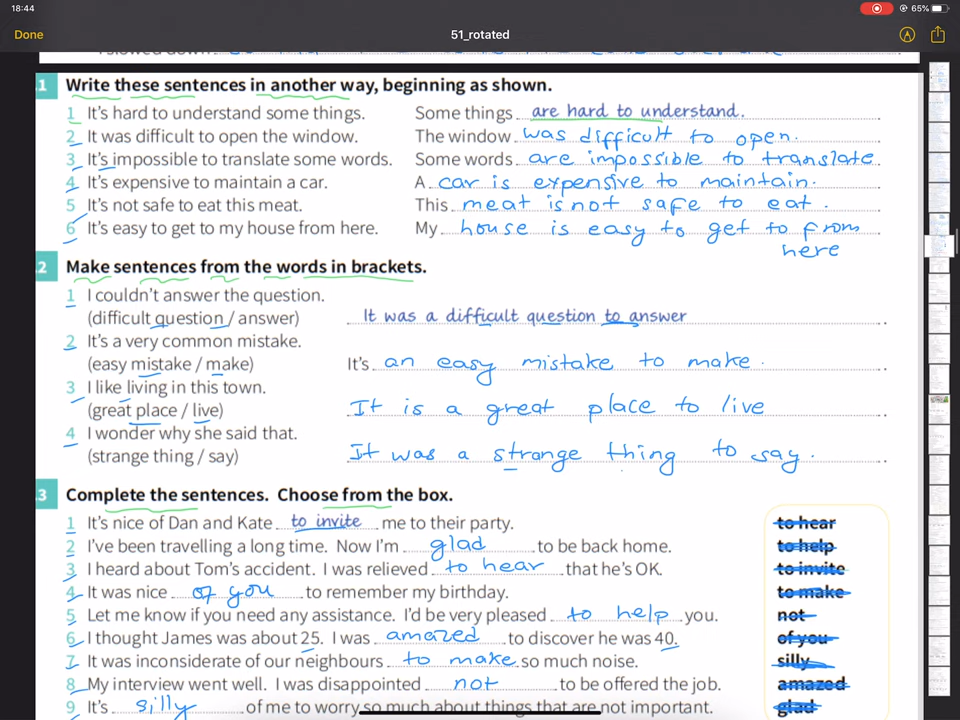 18:44
65%
Done
51_rotated
I slowed down
1 Write these sentences in another way, beginning as shown.
1 It's hard to understand some things. Some things are hard to understand.
2 It was difficult to open the window. The window was difficult to open.
3 It's impossible to translate some words. Some words are impossible to translate
4 It's expensive to maintain a car. A car is expensive to maintain.
5 It's not safe to eat this meat. This meat is not safe to eat.
6 It's easy to get to my house from here. My house is easy to get to from
here
2 Make sentences from the words in brackets.
1 I couldn't answer the question.
(difficult question / answer) It was a difficult question to answer
2 It's a very common mistake.
(easy mistake / make) It's an easy mistake to make.
3 I like living in this town.
(great place / live) It is a great place to live
4 I wonder why she said that.
(strange thing / say) It was a strange thing to say.
3 Complete the sentences. Choose from the box.
1 It's nice of Dan and Kate to invite me to their party. to hear
2 I've been travelling a long time. Now I'm glad to be back home. to help
3 I heard about Tom's accident. I was relieved to hear that he's OK. to invite
4 It was nice of you to remember my birthday. to make
5 Let me know if you need any assistance. I'd be very pleased to help you. not
6 I thought James was about 25. I was amazed to discover he was 40. of you
7 It was inconsiderate of our neighbours to make so much noise. silly
8 My interview went well. I was disappointed not to be offered the job. amazed
9 It's silly of me to worry so much about things that are not important. glad